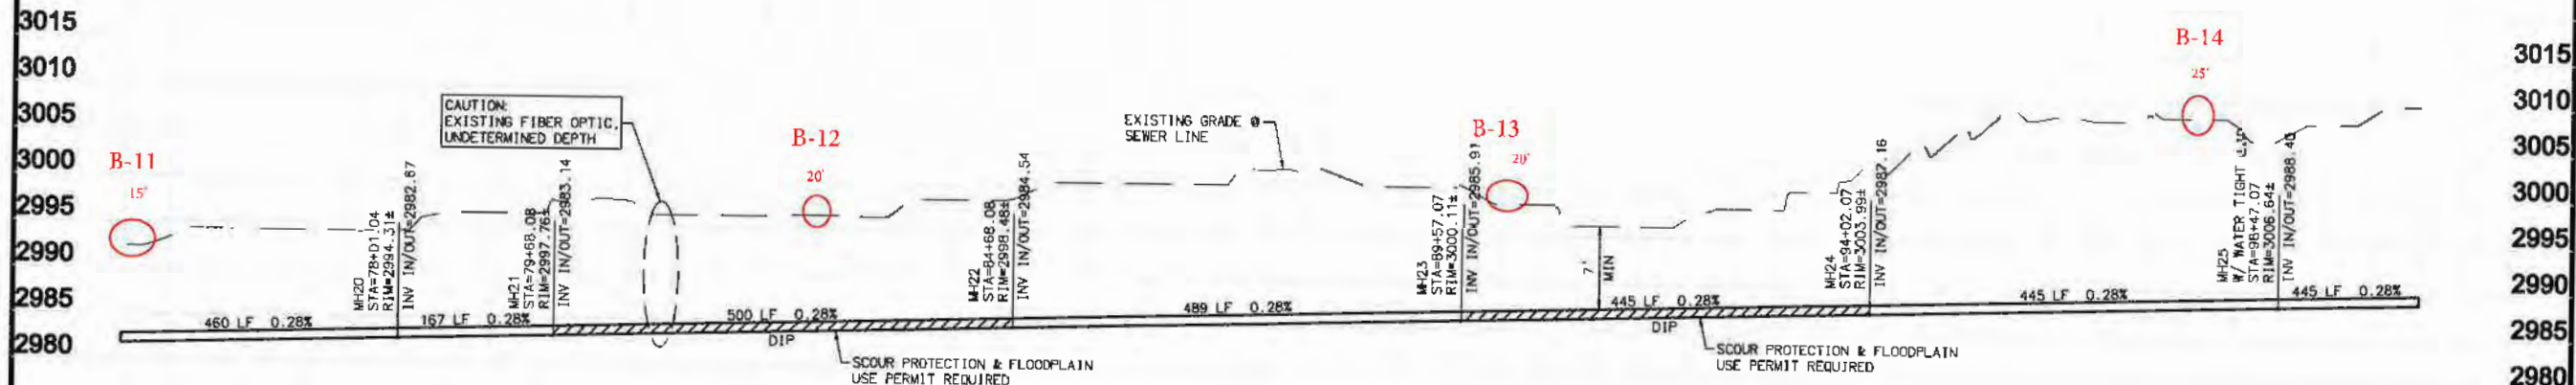 3015
3010
3005
3000
2995
2990
2985
2980
B-11
15'
MH20
STA=78+01.04
RIM=2994.31±
INV IN/OUT=2982.67
CAUTION:
EXISTING FIBER OPTIC,
UNDETERMINED DEPTH
MH21
STA=79+68.08
RIM=2997.76±
INV IN/OUT=2983.14
B-12
20'
MH22
STA=84+68.08
RIM=2998.48±
INV IN/OUT=2984.54
EXISTING GRADE @
SEWER LINE
B-13
20'
MH23
STA=89+57.07
RIM=3000.11±
INV IN/OUT=2985.91
7'
MIN
MH24
STA=94+02.07
RIM=3003.99±
INV IN/OUT=2987.16
B-14
25'
MH25
W/ WATER TIGHT
STA=98+47.07
RIM=3006.64±
INV IN/OUT=2988.40
460 LF 0.28%
167 LF 0.28%
500 LF 0.28%
489 LF 0.28%
445 LF 0.28%
445 LF 0.28%
445 LF 0.28%
DIP
DIP
SCOUR PROTECTION & FLOODPLAIN
USE PERMIT REQUIRED
SCOUR PROTECTION & FLOODPLAIN
USE PERMIT REQUIRED
3015
3010
3005
3000
2995
2990
2985
2980